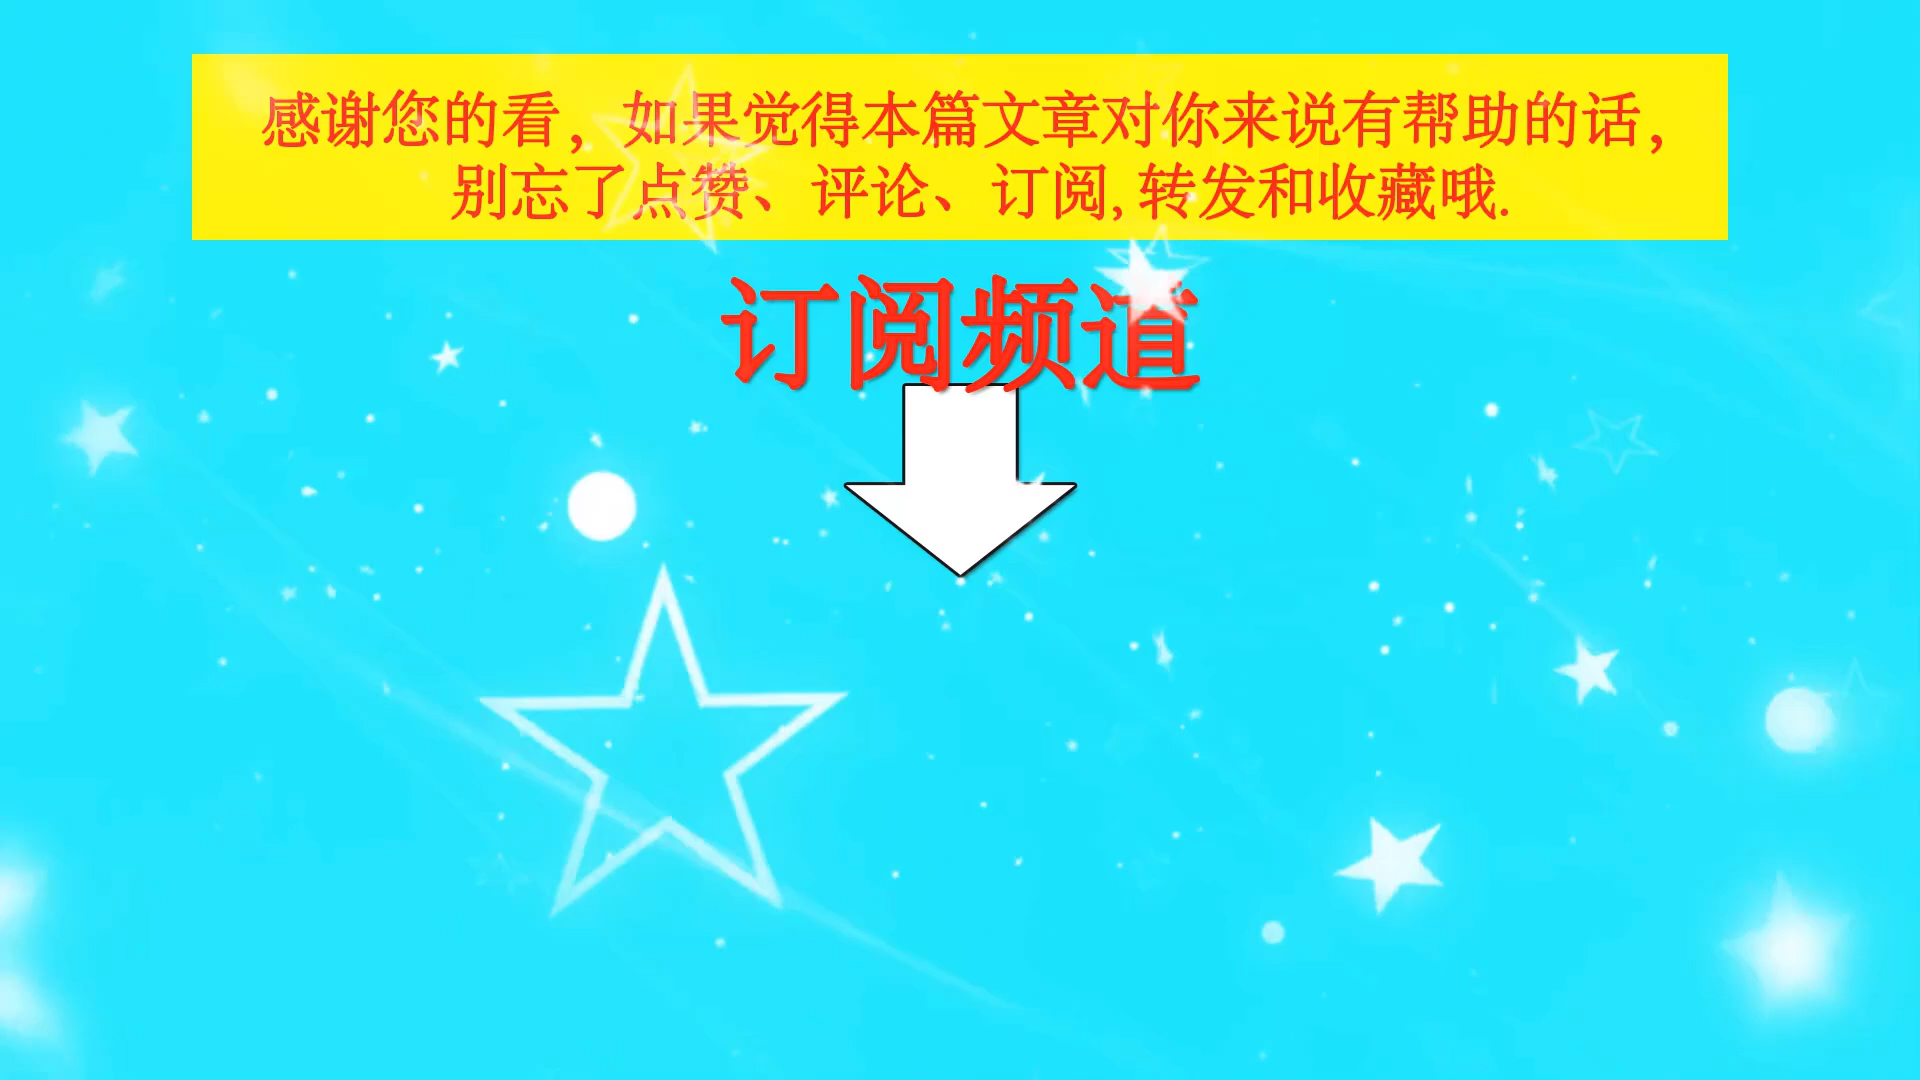 感谢您的看，如果觉得本篇文章对你来说有帮助的话，
别忘了点赞、评论、订阅,转发和收藏哦.
订阅频道